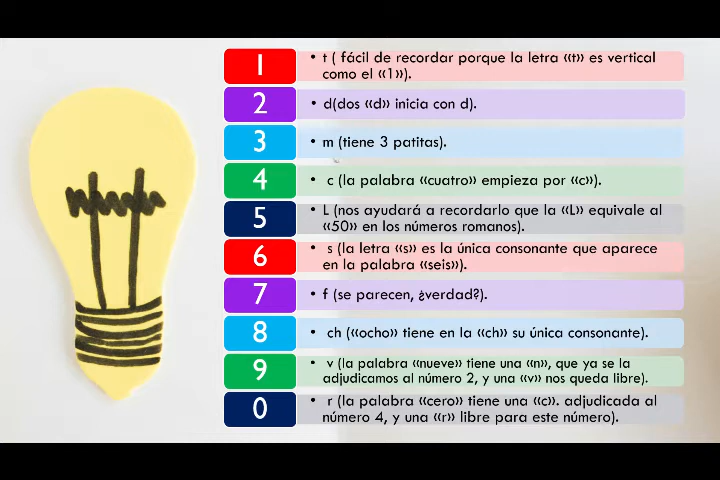 1
• t ( fácil de recordar porque la letra «t» es vertical
como el «1»).
2
• d(dos «d» inicia con d).
3
• m (tiene 3 patitas).
4
• c (la palabra «cuatro» empieza por «c»).
5
• L (nos ayudará a recordarlo que la «L» equivale al
«50» en los números romanos).
6
• s (la letra «s» es la única consonante que aparece
en la palabra «seis»).
7
• f (se parecen, ¿verdad?).
8
• ch («ocho» tiene en la «ch» su única consonante).
9
• v (la palabra «nueve» tiene una «n», que ya se la
adjudicamos al número 2, y una «v» nos queda libre).
0
• r (la palabra «cero» tiene una «c». adjudicada al
número 4, y una «r» libre para este número).